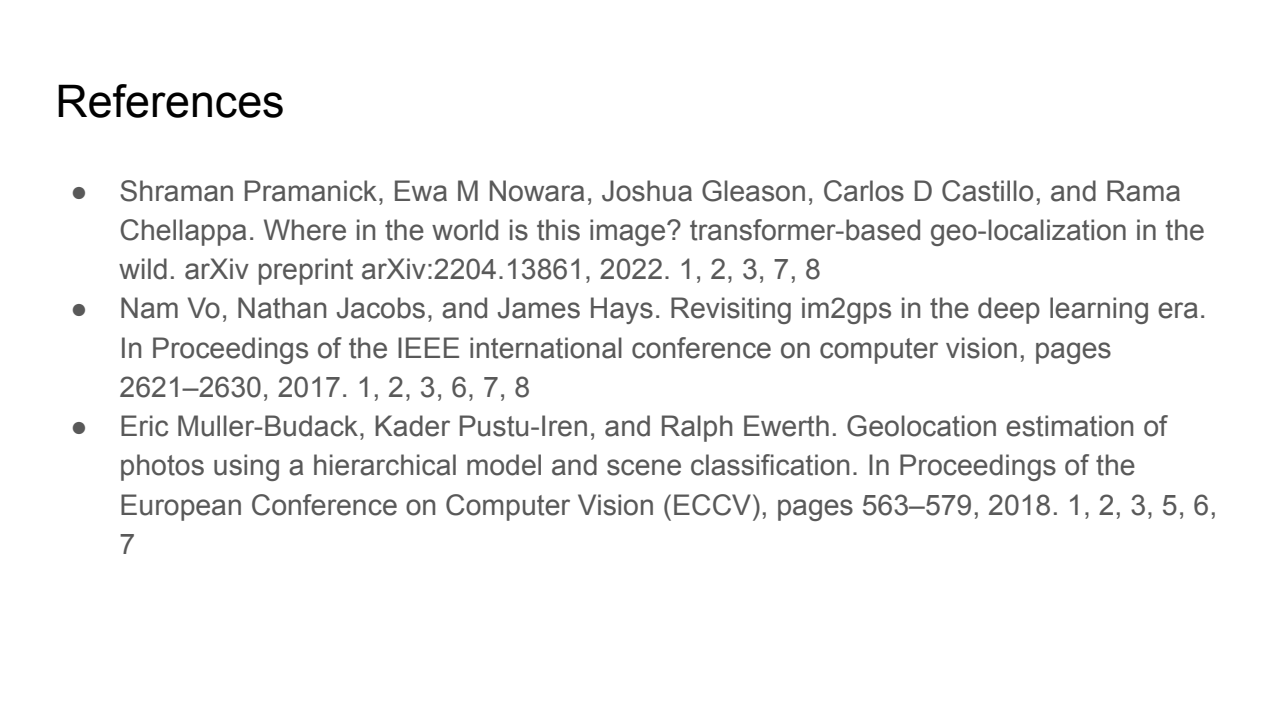 References
● Shraman Pramanick, Ewa M Nowara, Joshua Gleason, Carlos D Castillo, and Rama
Chellappa. Where in the world is this image? transformer-based geo-localization in the
wild. arXiv preprint arXiv:2204.13861, 2022. 1, 2, 3, 7, 8
● Nam Vo, Nathan Jacobs, and James Hays. Revisiting im2gps in the deep learning era.
In Proceedings of the IEEE international conference on computer vision, pages
2621–2630, 2017. 1, 2, 3, 6, 7, 8
● Eric Muller-Budack, Kader Pustu-Iren, and Ralph Ewerth. Geolocation estimation of
photos using a hierarchical model and scene classification. In Proceedings of the
European Conference on Computer Vision (ECCV), pages 563–579, 2018. 1, 2, 3, 5, 6,
7